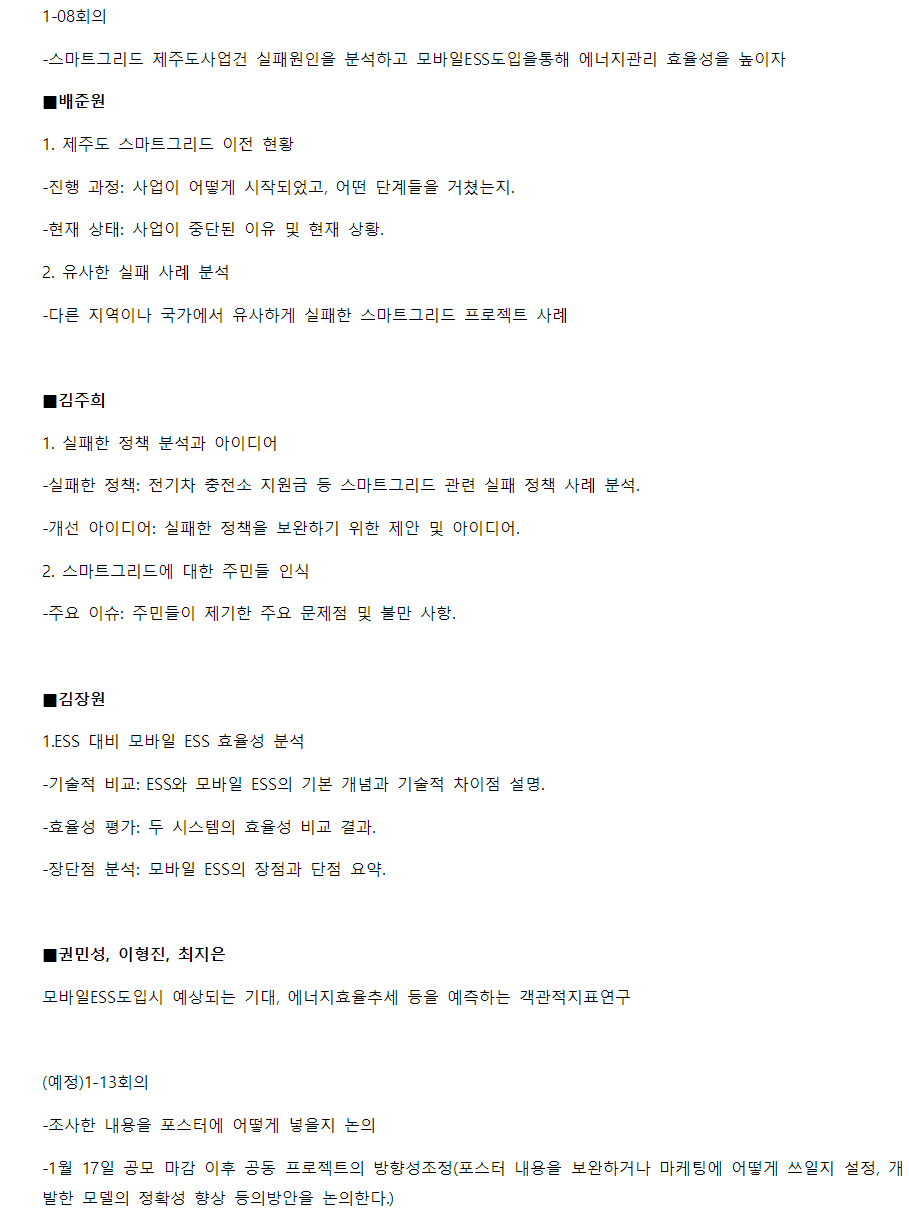 1-08회의
-스마트그리드 제주도사업건 실패원인을 분석하고 모바일ESS도입을통해 에너지관리 효율성을 높이자
■배준원
1. 제주도 스마트그리드 이전 현황
-진행 과정: 사업이 어떻게 시작되었고, 어떤 단계들을 거쳤는지.
-현재 상태: 사업이 중단된 이유 및 현재 상황.
2. 유사한 실패 사례 분석
-다른 지역이나 국가에서 유사하게 실패한 스마트그리드 프로젝트 사례
■김주희
1. 실패한 정책 분석과 아이디어
-실패한 정책: 전기차 충전소 지원금 등 스마트그리드 관련 실패 정책 사례 분석.
-개선 아이디어: 실패한 정책을 보완하기 위한 제안 및 아이디어.
2. 스마트그리드에 대한 주민들 인식
-주요 이슈: 주민들이 제기한 주요 문제점 및 불만 사항.
■김장원
1.ESS 대비 모바일 ESS 효율성 분석
-기술적 비교: ESS와 모바일 ESS의 기본 개념과 기술적 차이점 설명.
-효율성 평가: 두 시스템의 효율성 비교 결과.
-장단점 분석: 모바일 ESS의 장점과 단점 요약.
■권민성, 이형진, 최지은
모바일ESS도입시 예상되는 기대, 에너지효율추세 등을 예측하는 객관적지표연구
(예정)1-13회의
-조사한 내용을 포스터에 어떻게 넣을지 논의
-1월 17일 공모 마감 이후 공동 프로젝트의 방향성조정(포스터 내용을 보완하거나 마케팅에 어떻게 쓰일지 설정, 개
발한 모델의 정확성 향상 등의방안을 논의한다.)